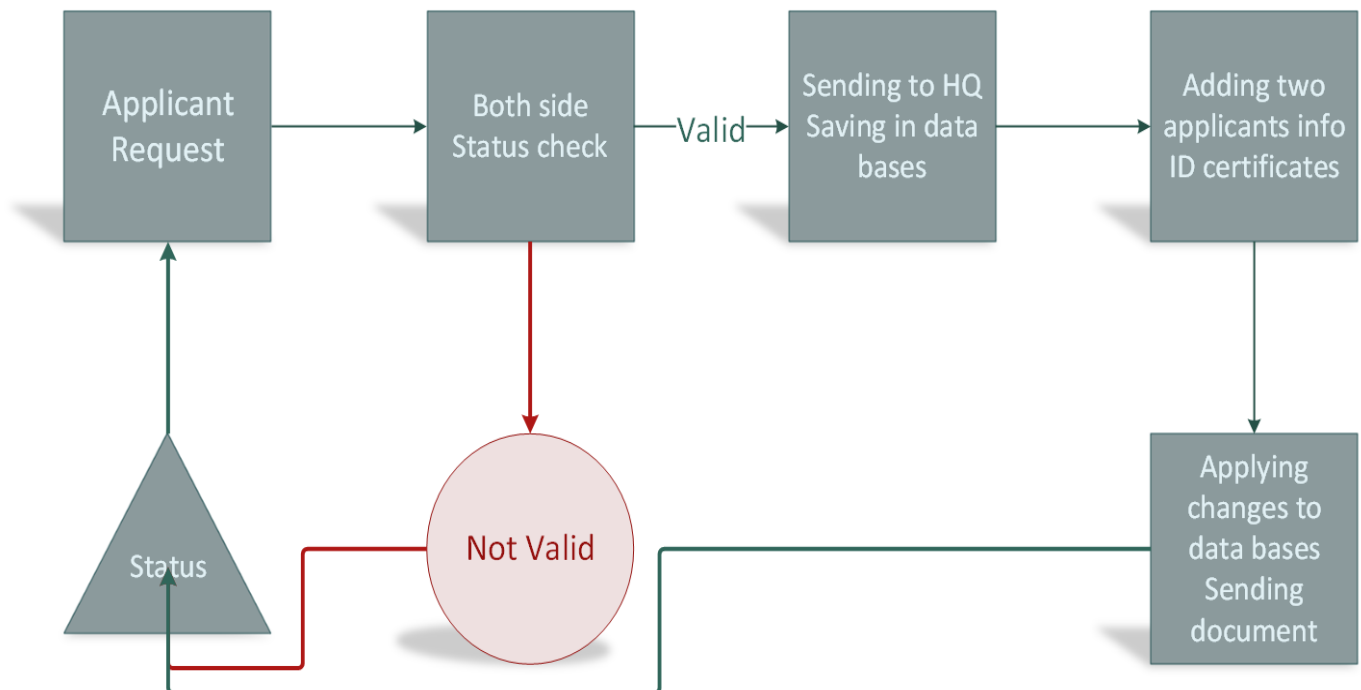 Applicant
Request
Both side
Status check
Valid
Sending to HQ
Saving in data
bases
Adding two
applicants info
ID certificates
Status
Not Valid
Applying
changes to
data bases
Sending
document